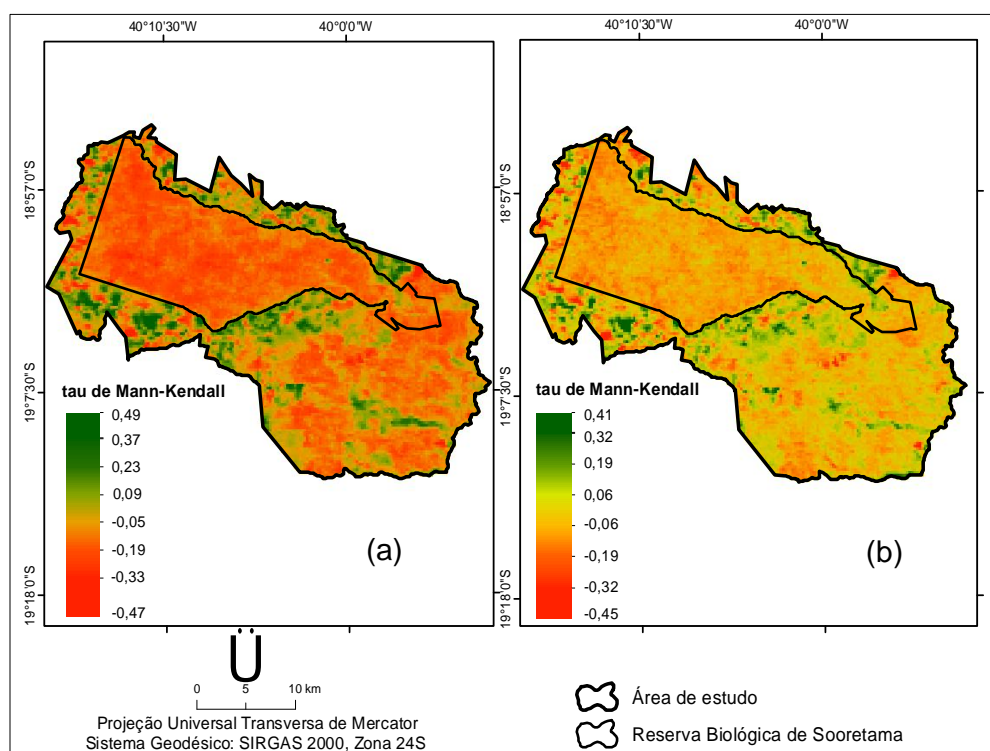 40°10'30"W 40°0'0"W
40°10'30"W 40°0'0"W
18°57'0"S
19°7'30"S
19°18'0"S
18°57'0"S
19°7'30"S
19°18'0"S
tau de Mann-Kendall
0,49
0,37
0,23
0,09
-0,05
-0,19
-0,33
-0,47
(a)
tau de Mann-Kendall
0,41
0,32
0,19
0,06
-0,06
-0,19
-0,32
-0,45
(b)
Ü
0 5 10 km
Projeção Universal Transversa de Mercator
Sistema Geodésico: SIRGAS 2000, Zona 24S
Área de estudo
Reserva Biológica de Sooretama